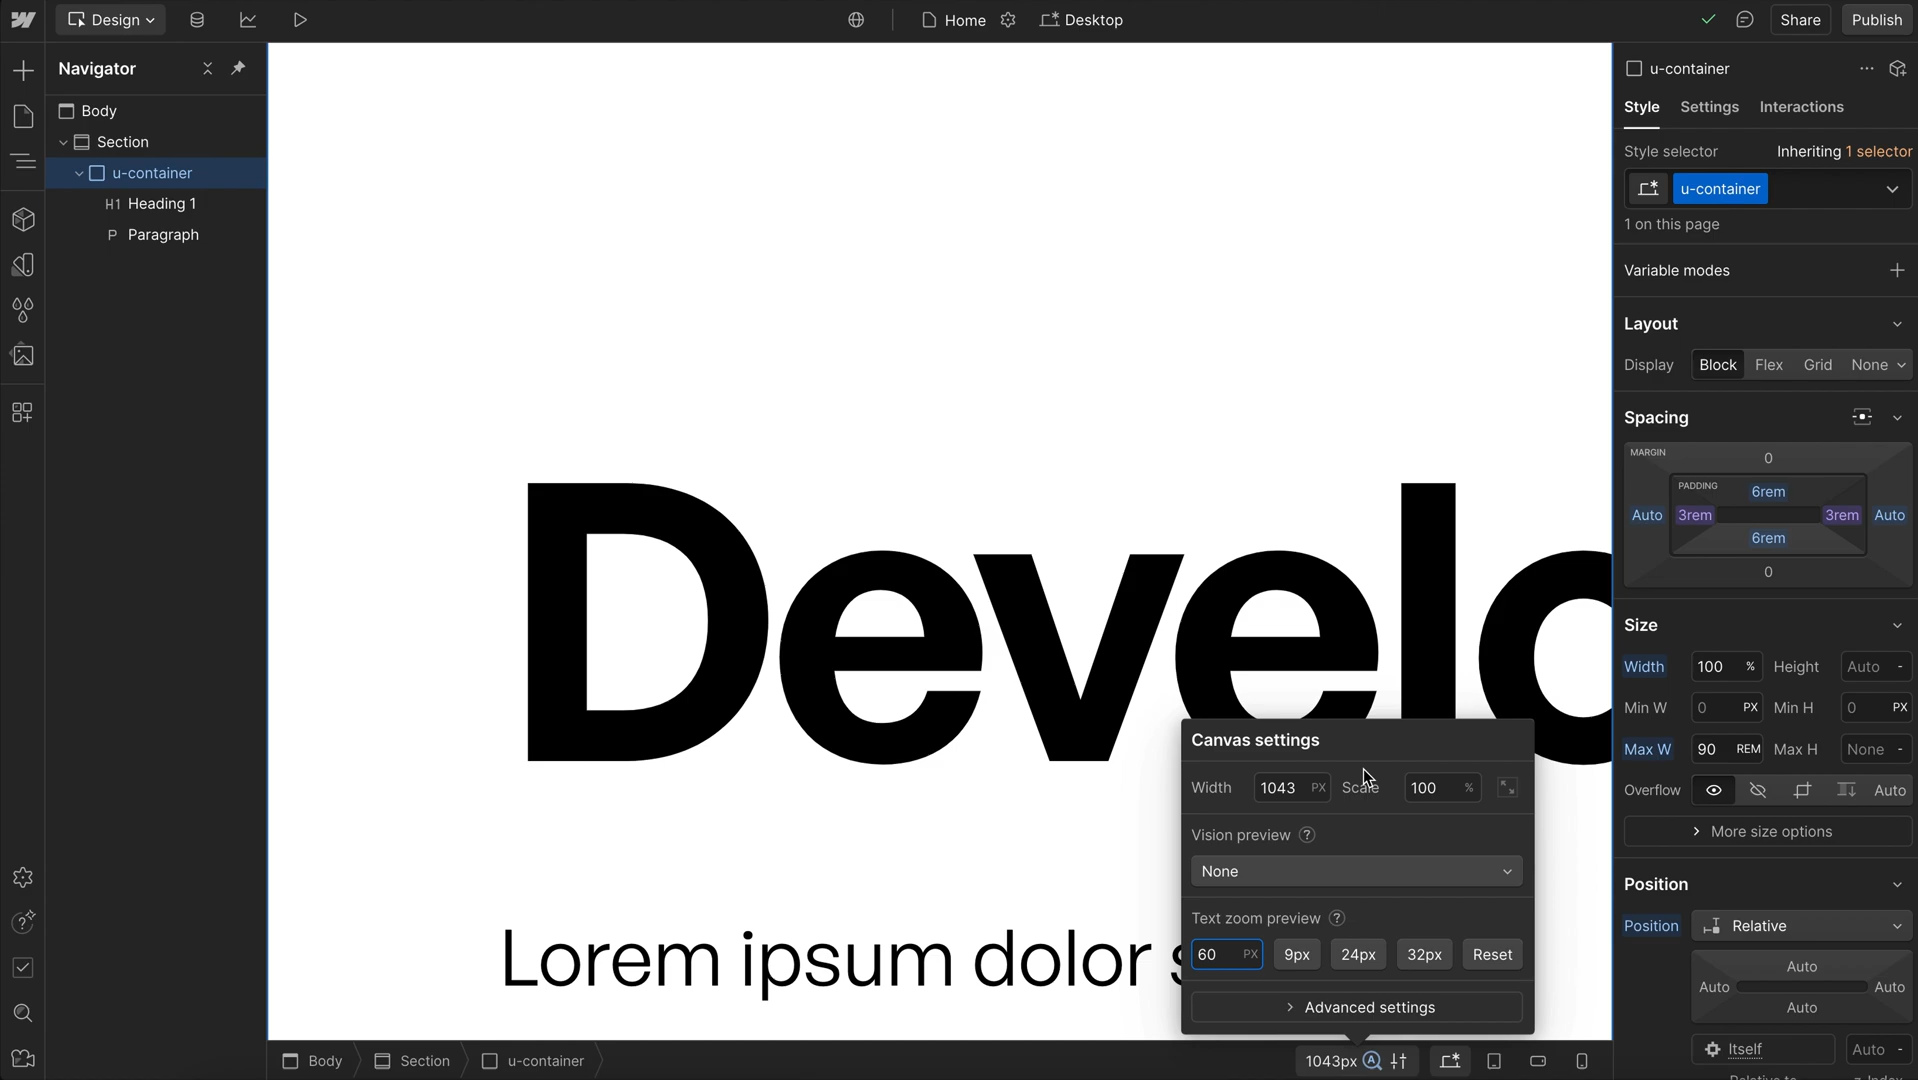 Design
Home
Desktop
Share
Publish
Navigator
Body
Section
u-container
H1 Heading 1
P Paragraph
Develo
Lorem ipsum dolor s
Canvas settings
Width 1043 PX Scale 100 %
Vision preview ?
None
Text zoom preview ?
60 PX 9px 24px 32px Reset
Advanced settings
Body Section u-container
1043px
u-container
Style Settings Interactions
Style selector Inheriting 1 selector
u-container
1 on this page
Variable modes
Layout
Display Block Flex Grid None
Spacing
MARGIN 0
PADDING 6rem
Auto 3rem 3rem Auto
6rem
0
Size
Width 100 % Height Auto -
Min W 0 PX Min H 0 PX
Max W 90 REM Max H None -
Overflow Auto
More size options
Position
Position Relative
Auto
Auto Auto
Auto
Itself Auto -
Relative to z-Index